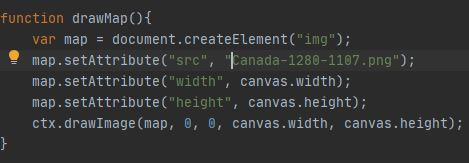 function drawMap(){
var map = document.createElement("img");
map.setAttribute("src", "Canada-1280-1107.png");
map.setAttribute("width", canvas.width);
map.setAttribute("height", canvas.height);
ctx.drawImage(map, 0, 0, canvas.width, canvas.height);
}